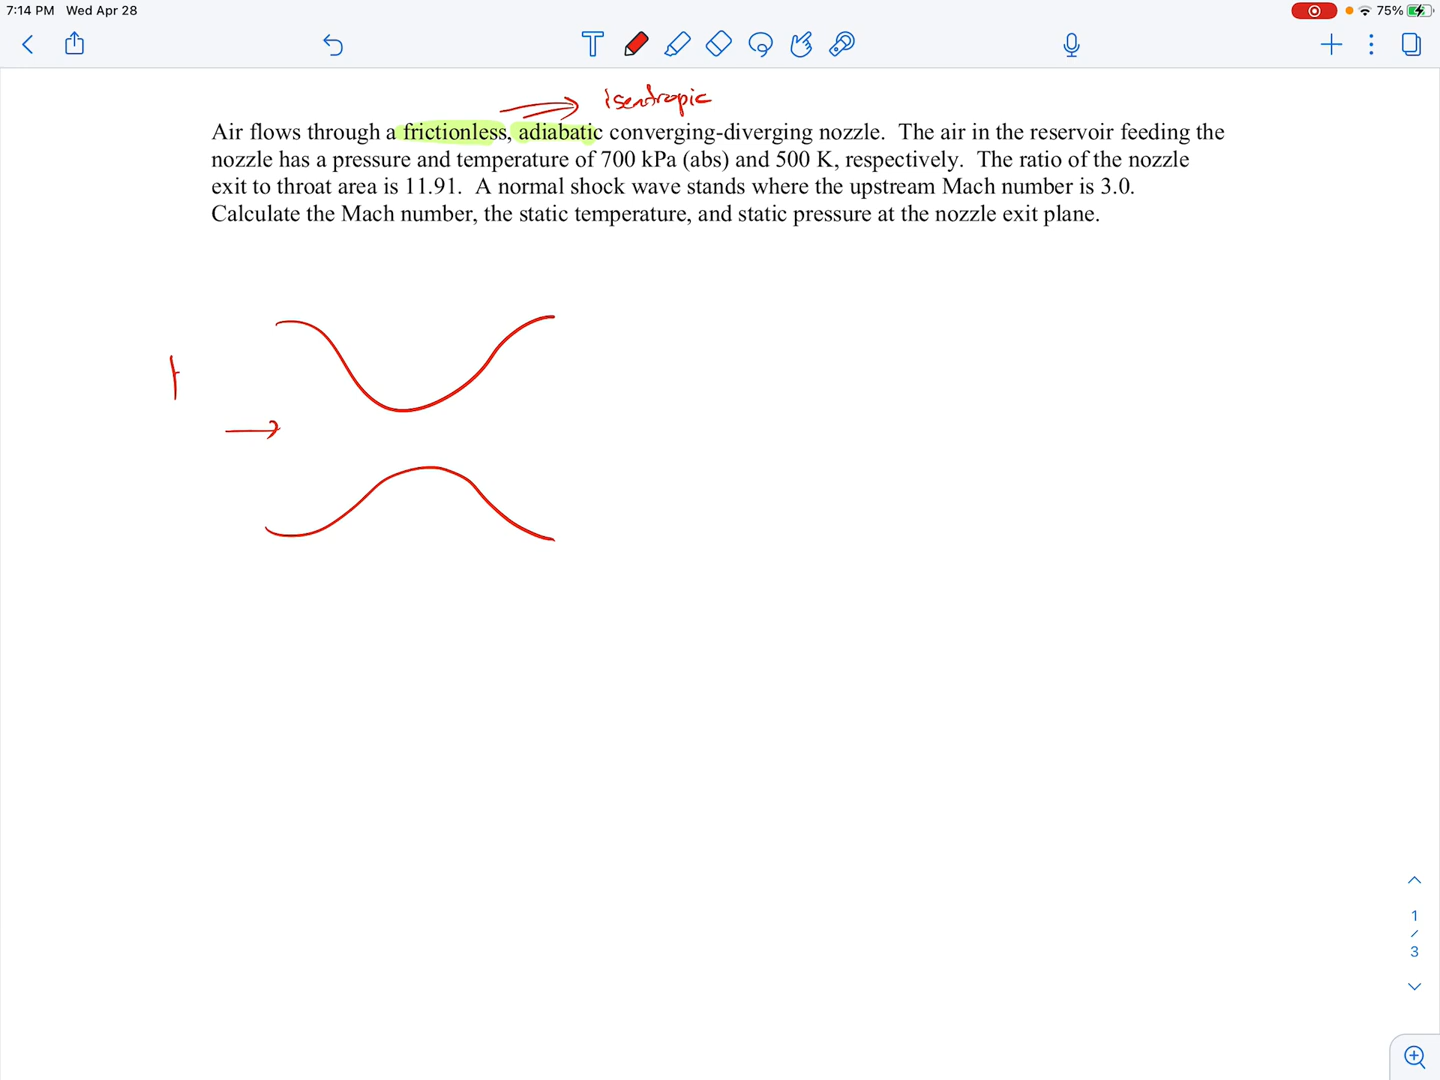 7:14 PM Wed Apr 28
75%
isentropic
Air flows through a frictionless, adiabatic converging-diverging nozzle. The air in the reservoir feeding the
nozzle has a pressure and temperature of 700 kPa (abs) and 500 K, respectively. The ratio of the nozzle
exit to throat area is 11.91. A normal shock wave stands where the upstream Mach number is 3.0.
Calculate the Mach number, the static temperature, and static pressure at the nozzle exit plane.
1
/
3